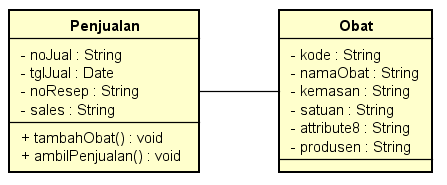 Penjualan
- noJual : String
- tglJual : Date
- noResep : String
- sales : String
+ tambahObat() : void
+ ambilPenjualan() : void
Obat
- kode : String
- namaObat : String
- kemasan : String
- satuan : String
- attribute8 : String
- produsen : String